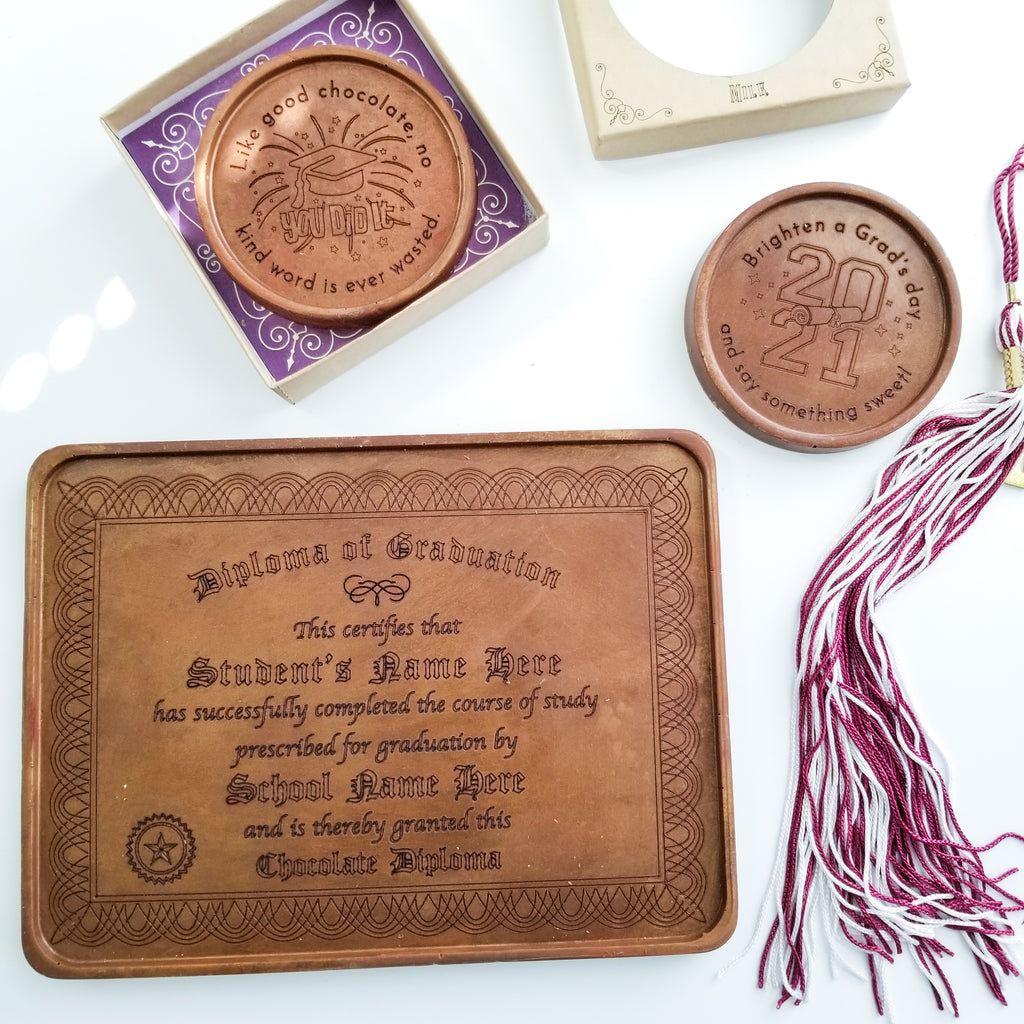 Like good chocolate, no
you DiD it
kind word is ever wasted.
Milk
Brighten a Grad's day
20
21
and say something sweet!
Diploma of Graduation
This certifies that
Student's Name Here
has successfully completed the course of study
prescribed for graduation by
School Name Here
and is thereby granted this
Chocolate Diploma